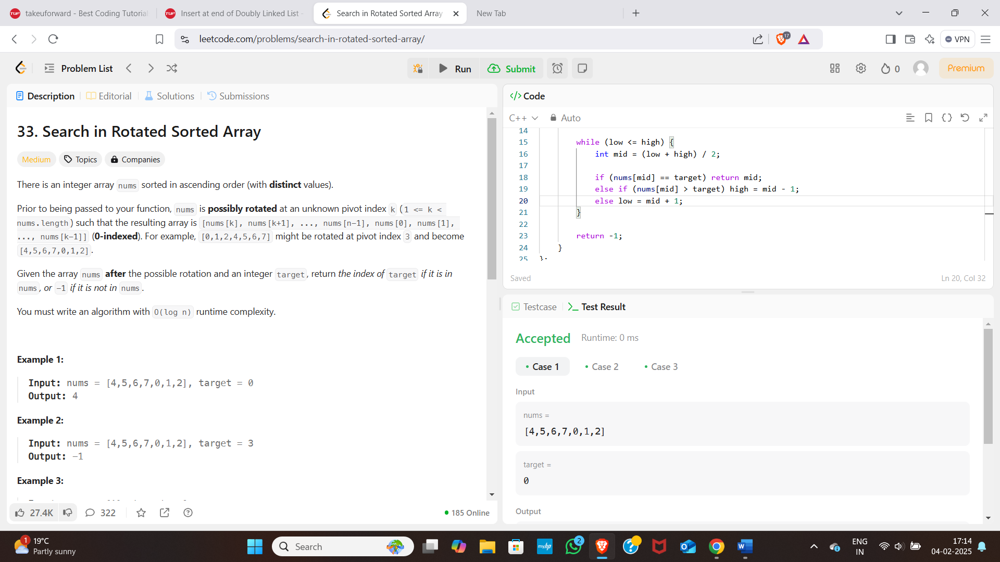 takeuforward - Best Coding Tutorial
Insert at end of Doubly Linked List -
Search in Rotated Sorted Array
New Tab
leetcode.com/problems/search-in-rotated-sorted-array/
17
VPN
Problem List
Run
Submit
0
Premium
Description
Editorial
Solutions
Submissions
33. Search in Rotated Sorted Array
Medium
Topics
Companies
There is an integer array nums sorted in ascending order (with distinct values).
Prior to being passed to your function, nums is possibly rotated at an unknown pivot index k (1 <= k <
nums.length) such that the resulting array is [nums[k], nums[k+1], ..., nums[n-1], nums[0], nums[1],
..., nums[k-1]] (0-indexed). For example, [0,1,2,4,5,6,7] might be rotated at pivot index 3 and become
[4,5,6,7,0,1,2].
Given the array nums after the possible rotation and an integer target, return the index of target if it is in
nums, or -1 if it is not in nums.
You must write an algorithm with O(log n) runtime complexity.
Example 1:
Input: nums = [4,5,6,7,0,1,2], target = 0
Output: 4
Example 2:
Input: nums = [4,5,6,7,0,1,2], target = 3
Output: -1
Example 3:
27.4K
322
185 Online
Code
C++
Auto
14
15 while (low <= high) {
16 int mid = (low + high) / 2;
17
18 if (nums[mid] == target) return mid;
19 else if (nums[mid] > target) high = mid - 1;
20 else low = mid + 1;
21 }
22
23 return -1;
24 }
25 };
Saved
Ln 20, Col 32
Testcase
Test Result
Accepted
Runtime: 0 ms
Case 1
Case 2
Case 3
Input
nums =
[4,5,6,7,0,1,2]
target =
0
Output
1
19°C
Partly sunny
Search
myhp
2
ENG
IN
17:14
04-02-2025